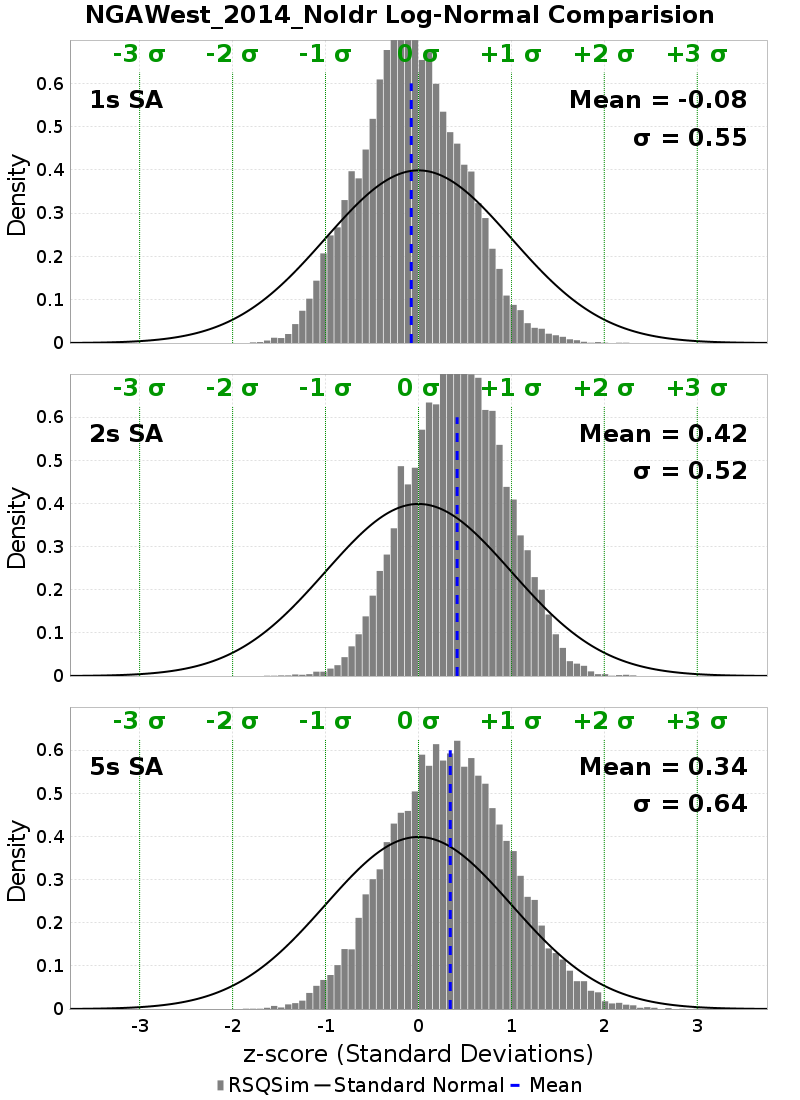 NGAWest_2014_NoIdr Log-Normal Comparision
-3 σ -2 σ -1 σ 0 σ +1 σ +2 σ +3 σ
1s SA
Mean = -0.08
σ = 0.55
Density
0.6
0.5
0.4
0.3
0.2
0.1
0
-3 σ -2 σ -1 σ 0 σ +1 σ +2 σ +3 σ
2s SA
Mean = 0.42
σ = 0.52
Density
0.6
0.5
0.4
0.3
0.2
0.1
0
-3 σ -2 σ -1 σ 0 σ +1 σ +2 σ +3 σ
5s SA
Mean = 0.34
σ = 0.64
Density
0.6
0.5
0.4
0.3
0.2
0.1
0
-3 -2 -1 0 1 2 3
z-score (Standard Deviations)
RSQSim Standard Normal Mean